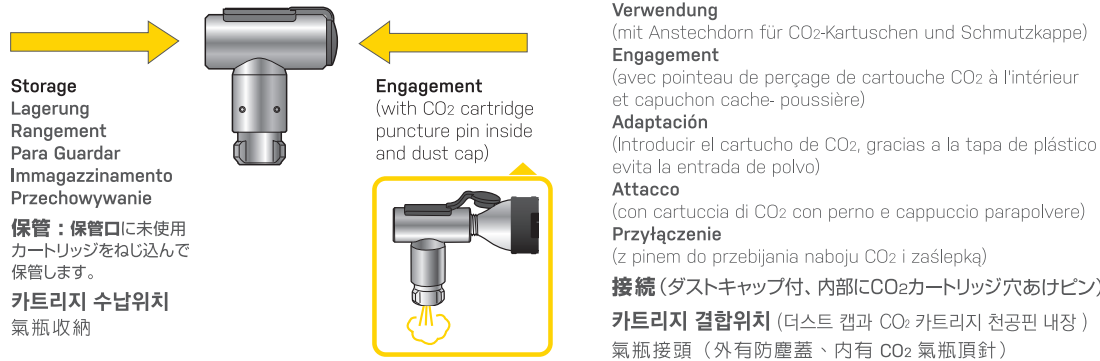 Storage
Lagerung
Rangement
Para Guardar
Immagazzinamento
Przechowywanie
保管：保管口に未使用
カートリッジをねじ込んで
保管します。
카트리지 수납위치
氣瓶收納
Engagement
(with CO2 cartridge
puncture pin inside
and dust cap)
Verwendung
(mit Anstechdorn für CO2-Kartuschen und Schmutzkappe)
Engagement
(avec pointeau de perçage de cartouche CO2 à l'intérieur
et capuchon cache- poussière)
Adaptación
(Introducir el cartucho de CO2, gracias a la tapa de plástico
evita la entrada de polvo)
Attacco
(con cartuccia di CO2 con perno e cappuccio parapolvere)
Przyłączenie
(z pinem do przebijania naboju CO2 i zaślepką)
接続(ダストキャップ付、内部にCO2カートリッジ穴あけピン)
카트리지 결합위치 (더스트 캡과 CO2 카트리지 천공핀 내장 )
氣瓶接頭（外有防塵蓋、內有 CO2 氣瓶頂針）